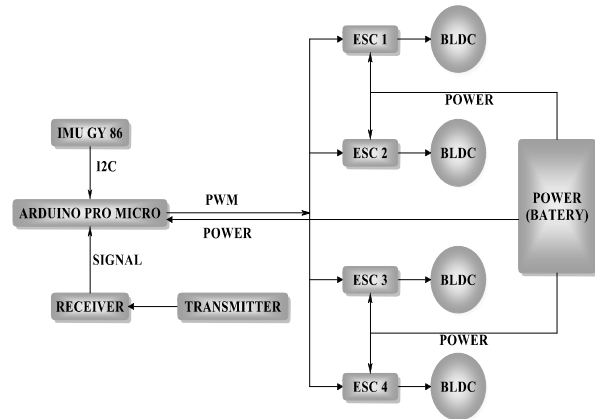 ESC 1
BLDC
POWER
IMU GY 86
I2C
ESC 2
BLDC
ARDUINO PRO MICRO
PWM
POWER
POWER
(BATERY)
SIGNAL
ESC 3
BLDC
RECEIVER
TRANSMITTER
POWER
ESC 4
BLDC